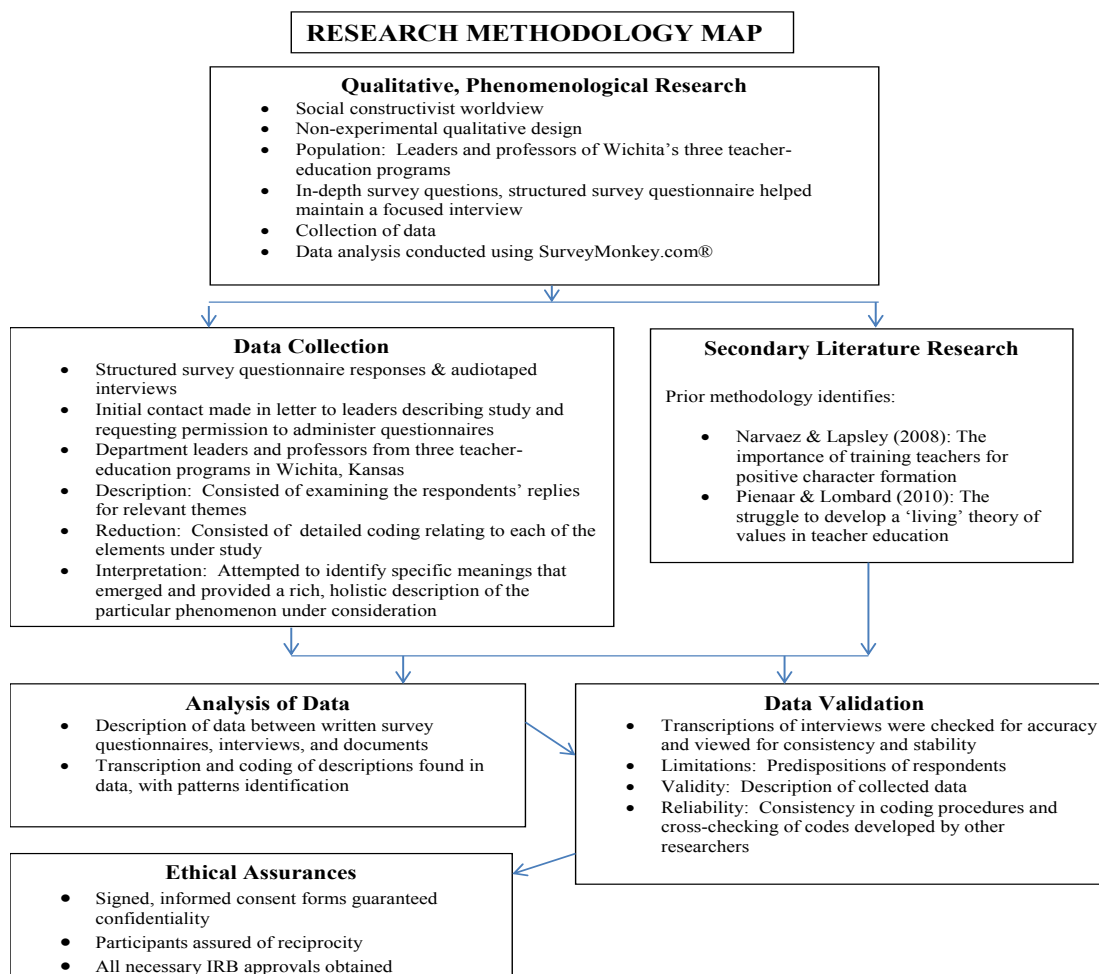 RESEARCH METHODOLOGY MAP
Qualitative, Phenomenological Research
• Social constructivist worldview
• Non-experimental qualitative design
• Population: Leaders and professors of Wichita's three teacher-
education programs
• In-depth survey questions, structured survey questionnaire helped
maintain a focused interview
• Collection of data
• Data analysis conducted using SurveyMonkey.com®
Data Collection
• Structured survey questionnaire responses & audiotaped
interviews
• Initial contact made in letter to leaders describing study and
requesting permission to administer questionnaires
• Department leaders and professors from three teacher-
education programs in Wichita, Kansas
• Description: Consisted of examining the respondents' replies
for relevant themes
• Reduction: Consisted of detailed coding relating to each of the
elements under study
• Interpretation: Attempted to identify specific meanings that
emerged and provided a rich, holistic description of the
particular phenomenon under consideration
Secondary Literature Research
Prior methodology identifies:
• Narvaez & Lapsley (2008): The
importance of training teachers for
positive character formation
• Pienaar & Lombard (2010): The
struggle to develop a 'living' theory of
values in teacher education
Analysis of Data
• Description of data between written survey
questionnaires, interviews, and documents
• Transcription and coding of descriptions found in
data, with patterns identification
Data Validation
• Transcriptions of interviews were checked for accuracy
and viewed for consistency and stability
• Limitations: Predispositions of respondents
• Validity: Description of collected data
• Reliability: Consistency in coding procedures and
cross-checking of codes developed by other
researchers
Ethical Assurances
• Signed, informed consent forms guaranteed
confidentiality
• Participants assured of reciprocity
• All necessary IRB approvals obtained